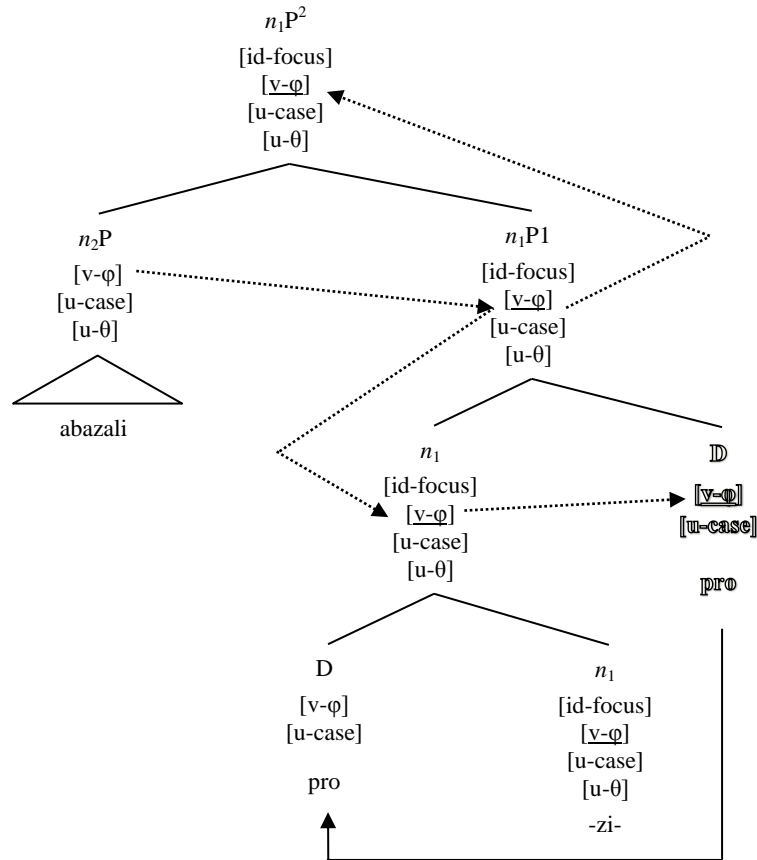 n₁P²
[id-focus]
[v-φ]
[u-case]
[u-θ]
n₂P
[v-φ]
[u-case]
[u-θ]
abazali
n₁P1
[id-focus]
[v-φ]
[u-case]
[u-θ]
n₁
[id-focus]
[v-φ]
[u-case]
[u-θ]
D
[v-φ]
[u-case]
pro
D
[v-φ]
[u-case]
pro
n₁
[id-focus]
[v-φ]
[u-case]
[u-θ]
-zi-